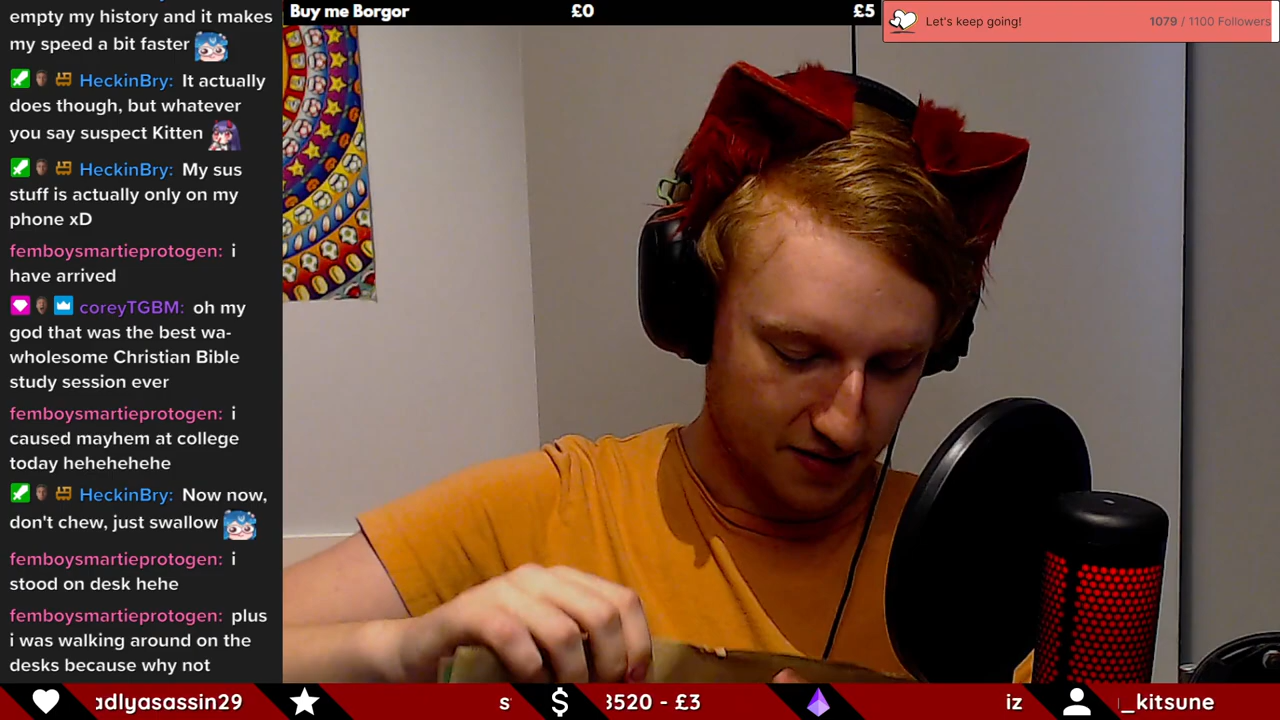 Buy me Borgor £0 £5
Let's keep going! 1079 / 1100 Followers
empty my history and it makes
my speed a bit faster
HeckinBry: It actually
does though, but whatever
you say suspect Kitten
HeckinBry: My sus
stuff is actually only on my
phone xD
femboysmartieprotogen: i
have arrived
coreyTGBM: oh my
god that was the best wa-
wholesome Christian Bible
study session ever
femboysmartieprotogen: i
caused mayhem at college
today hehehehehe
HeckinBry: Now now,
don't chew, just swallow
femboysmartieprotogen: i
stood on desk hehe
femboysmartieprotogen: plus
i was walking around on the
desks because why not
adlyasassin29 3520 - £3 iz _kitsune